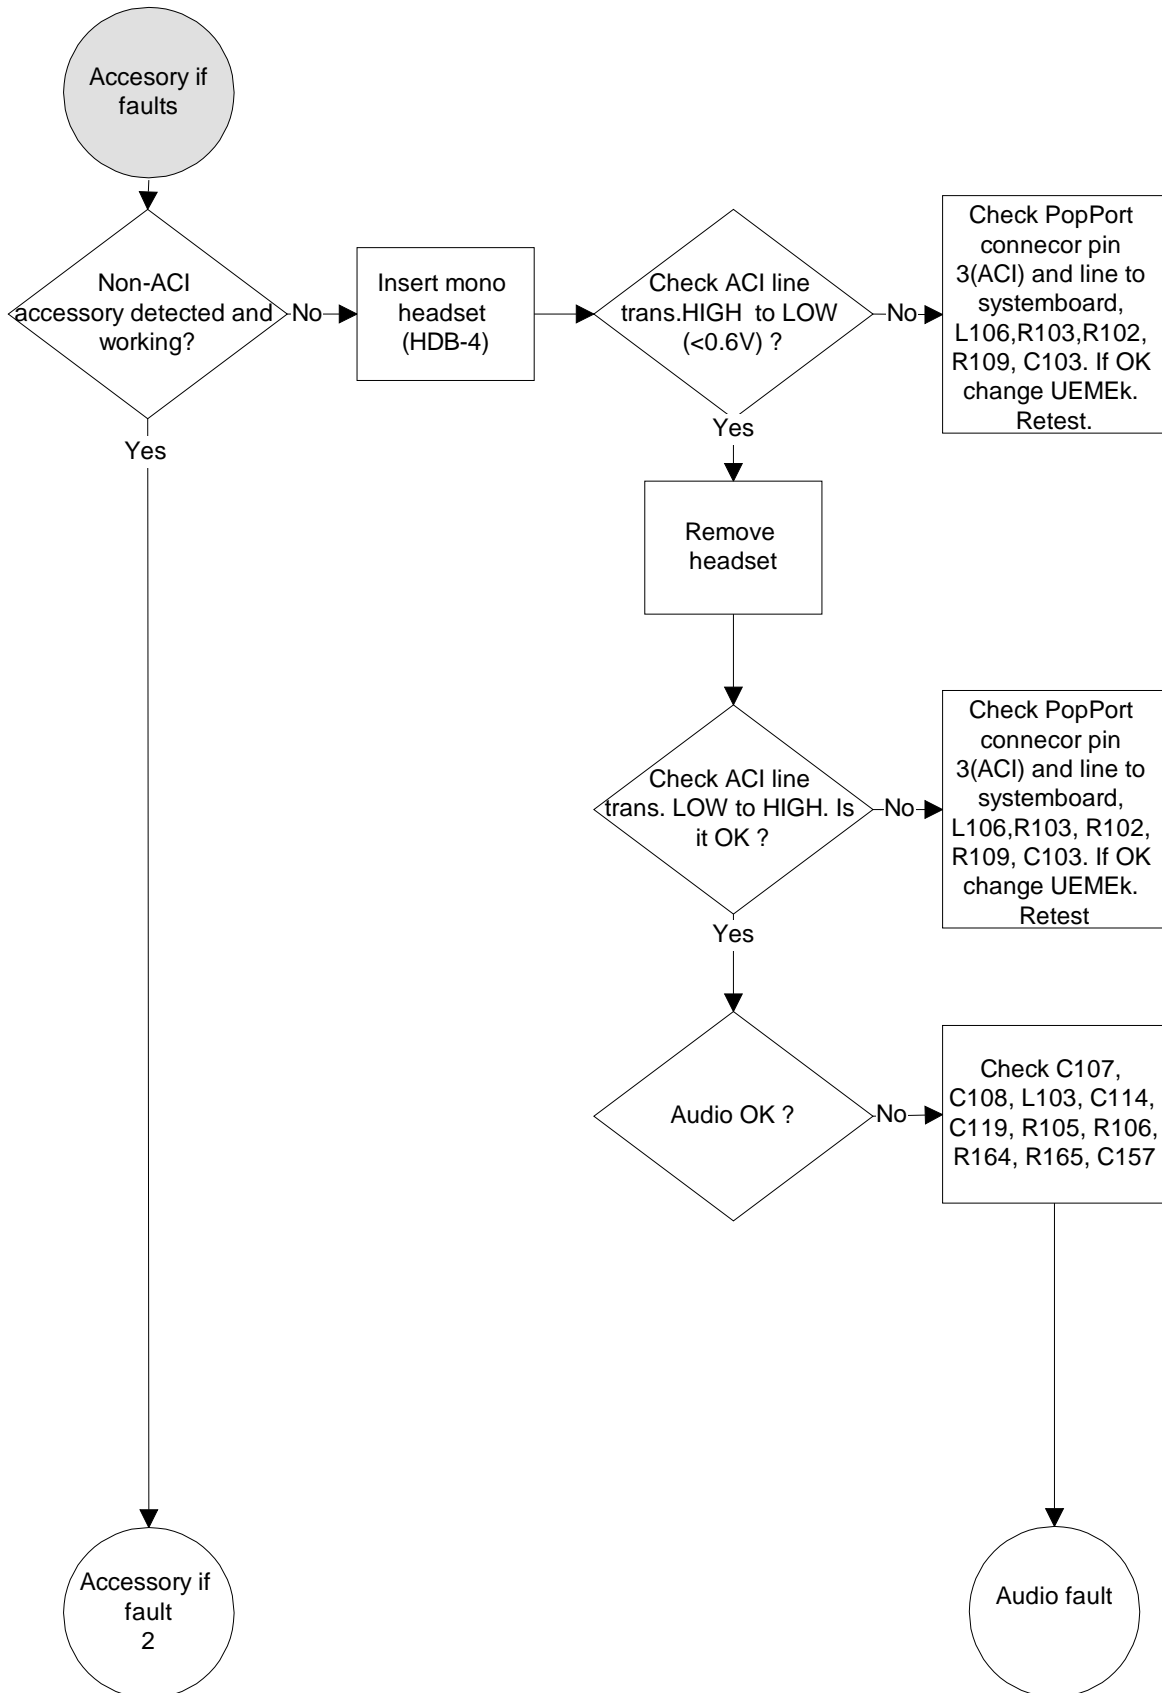 Accesory if
faults
Non-ACI
accessory detected and
working?
No
Insert mono
headset
(HDB-4)
Check ACI line
trans.HIGH  to LOW
(<0.6V) ?
No
Check PopPort
connecor pin
3(ACI) and line to
systemboard,
L106,R103,R102,
R109, C103. If OK
change UEMEk.
Retest.
Yes
Yes
Remove
headset
Check ACI line
trans. LOW to HIGH. Is
it OK ?
No
Check PopPort
connecor pin
3(ACI) and line to
systemboard,
L106,R103, R102,
R109, C103. If OK
change UEMEk.
Retest
Yes
Audio OK ?
No
Check C107,
C108, L103, C114,
C119, R105, R106,
R164, R165, C157
Accessory if
fault
2
Audio fault